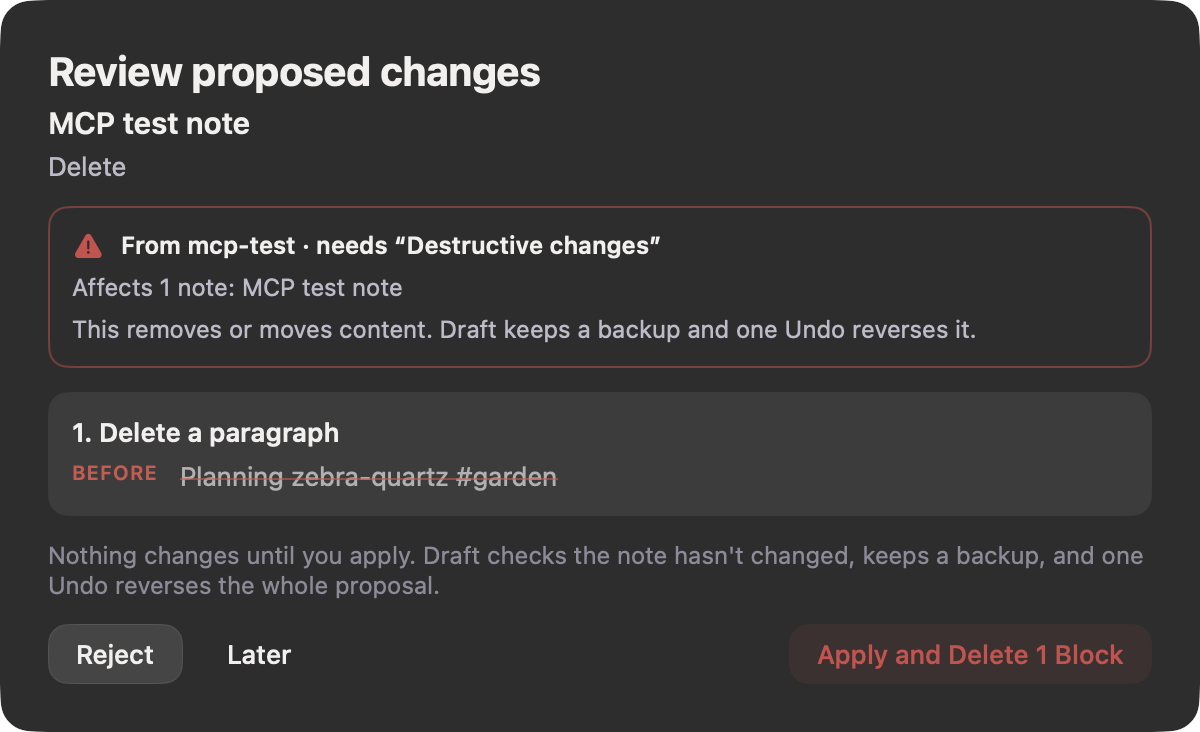 Review proposed changes
MCP test note
Delete
From mcp-test · needs “Destructive changes”
Affects 1 note: MCP test note
This removes or moves content. Draft keeps a backup and one Undo reverses it.
1. Delete a paragraph
BEFORE Planning zebra-quartz #garden
Nothing changes until you apply. Draft checks the note hasn't changed, keeps a backup, and one
Undo reverses the whole proposal.
Reject Later Apply and Delete 1 Block